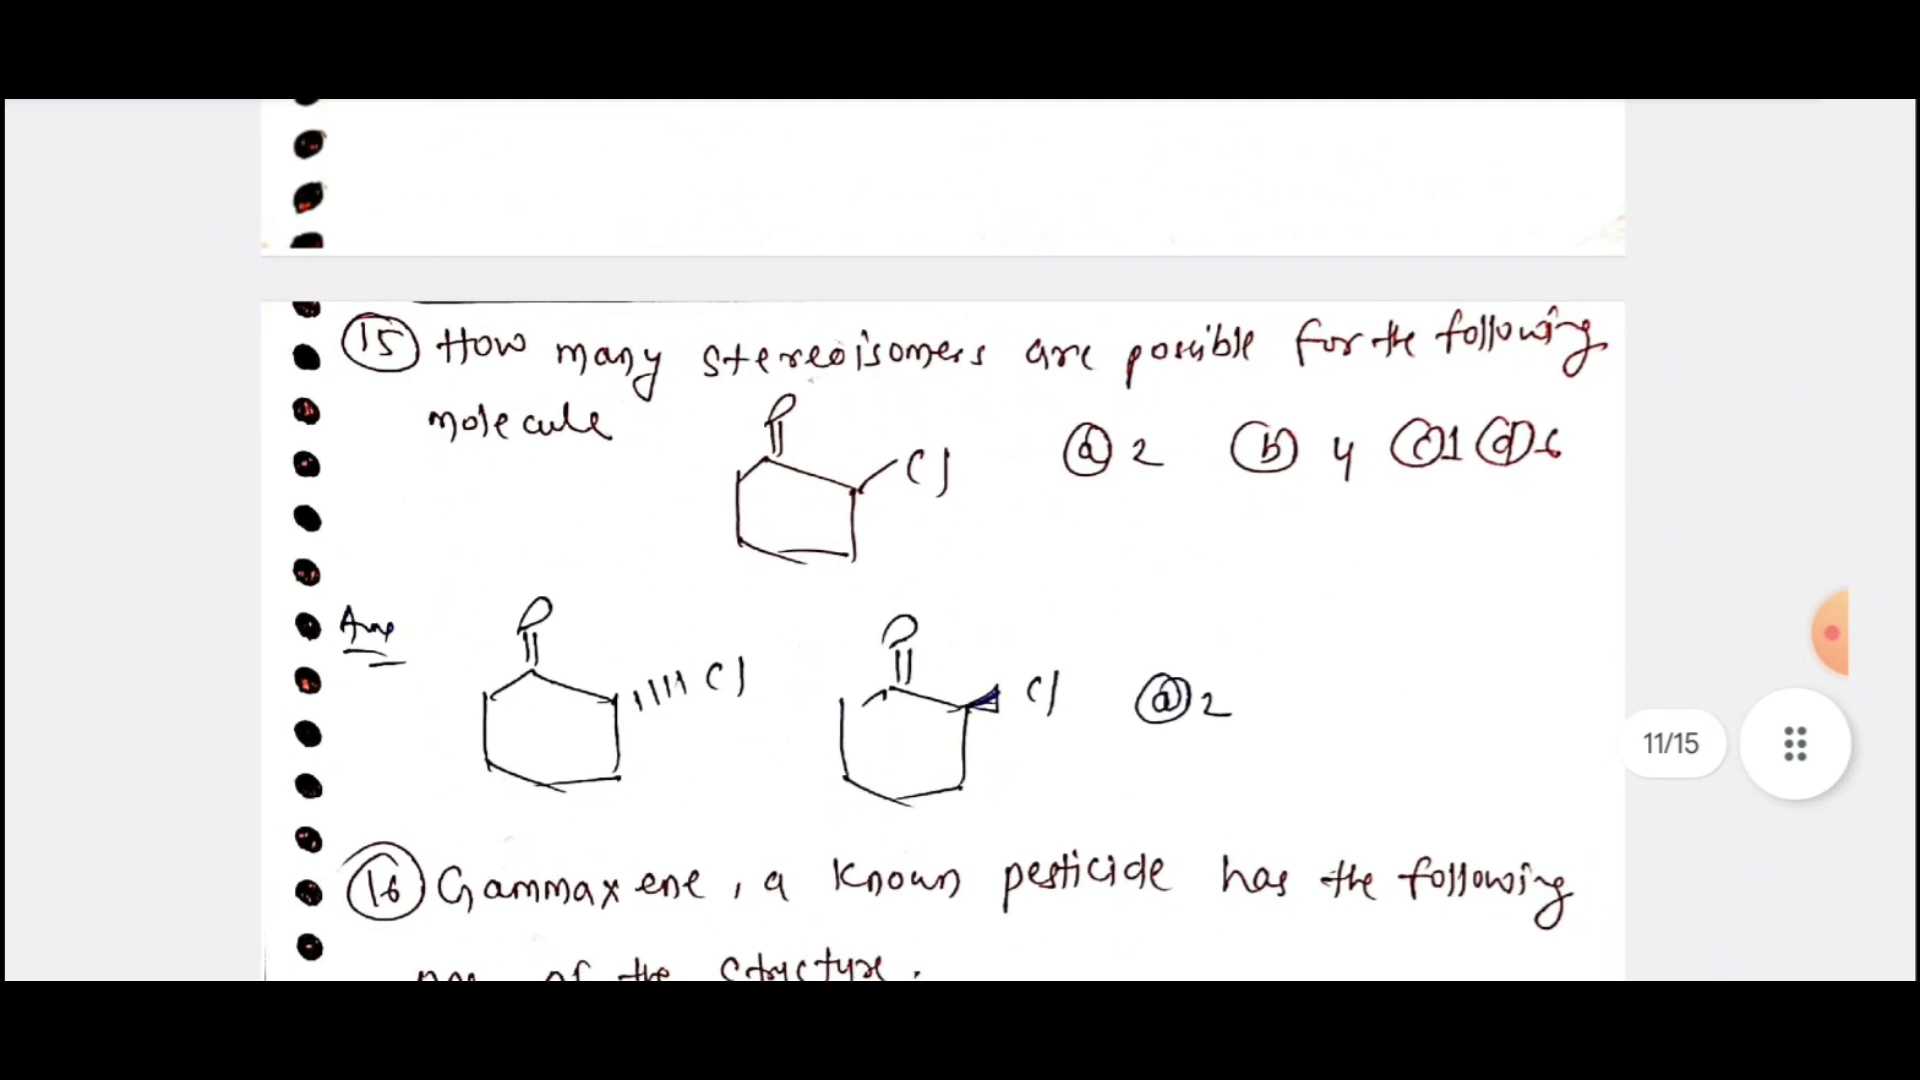 (15) How many stereoisomers are possible for the following
molecule
O
Cl
(a) 2 (b) 4 (c) 1 (d) 6
Ans
O
Cl
O
Cl
(a) 2
11/15
(16) Gammaxene, a known pesticide has the following
one of the structure.